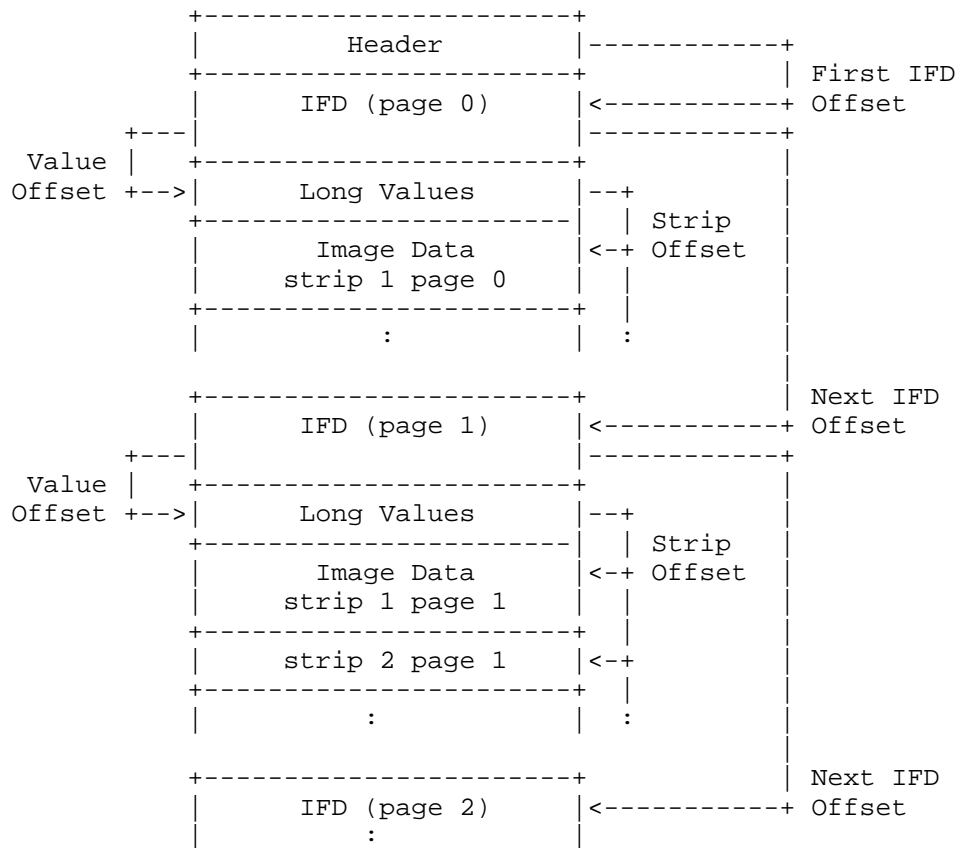 +-----------------------+
                |         Header        |------------+
                +-----------------------+            | First IFD
                |      IFD (page 0)     |<-----------+ Offset
            +---|                       |------------+
      Value |   +-----------------------+            |
     Offset +-->|      Long Values      |--+         |
                +-----------------------|  | Strip   |
                |       Image Data      |<-+ Offset  |
                |     strip 1 page 0    |  |         |
                +-----------------------+  |         |
                |           :           |  :         |
                                                     |
                +-----------------------+            | Next IFD
                |      IFD (page 1)     |<-----------+ Offset
            +---|                       |------------+
      Value |   +-----------------------+            |
     Offset +-->|      Long Values      |--+         |
                +-----------------------|  | Strip   |
                |       Image Data      |<-+ Offset  |
                |     strip 1 page 1    |  |         |
                +-----------------------+  |         |
                |     strip 2 page 1    |<-+         |
                +-----------------------+  |         |
                |          :            |  :         |
                                                     |
                +-----------------------+            | Next IFD
                |      IFD (page 2)     |<-----------+ Offset
                |          :            |